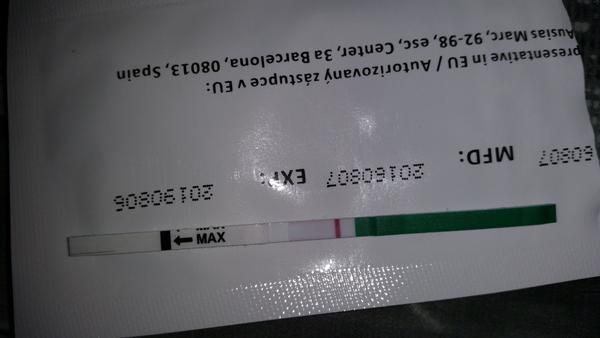 60807 MFD: 20160807 EXP: 20190806
presentative in EU / Autorizovaný zástupce v EU:
Ausias Marc, 92-98, esc, Center, 3a Barcelona, 08013, Spain
MAX